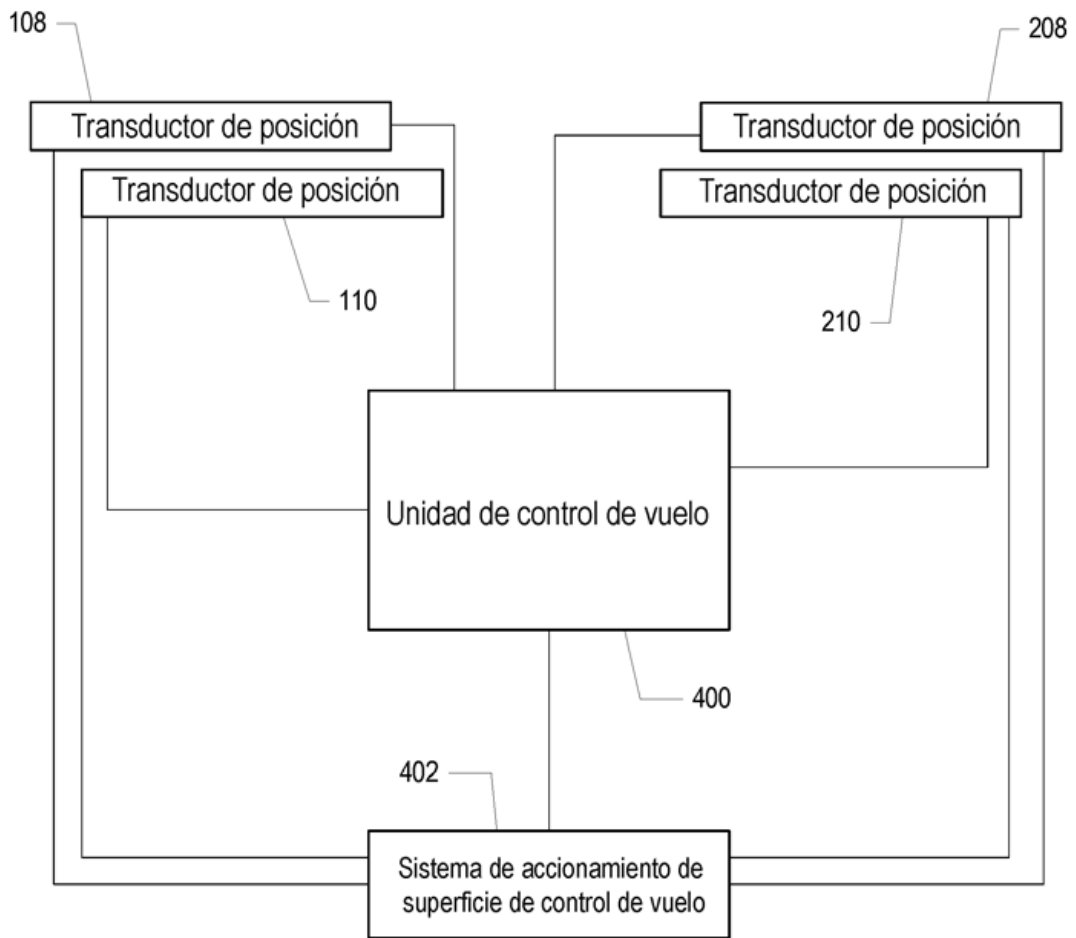 108
208
Transductor de posición
Transductor de posición
Transductor de posición
Transductor de posición
110
210
Unidad de control de vuelo
400
402
Sistema de accionamiento de
superficie de control de vuelo